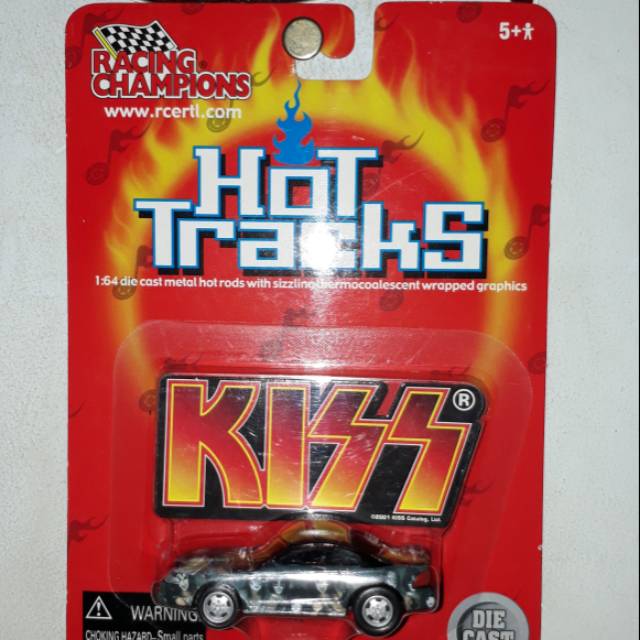 RACING
CHAMPIONS
www.rcertl.com
5+
HOT
Tracks
1:64 die cast metal hot rods with sizzling thermocoalescent wrapped graphics
KISS®
©2001 KISS Catalog, Ltd.
WARNING:
CHOKING HAZARD--Small parts
DIE
CAST